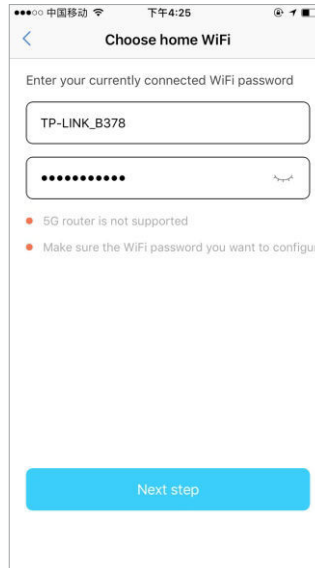 中国移动 下午4:25
Choose home WiFi
Enter your currently connected WiFi password
TP-LINK_B378
•••••••••••
5G router is not supported
Make sure the WiFi password you want to configu
Next step